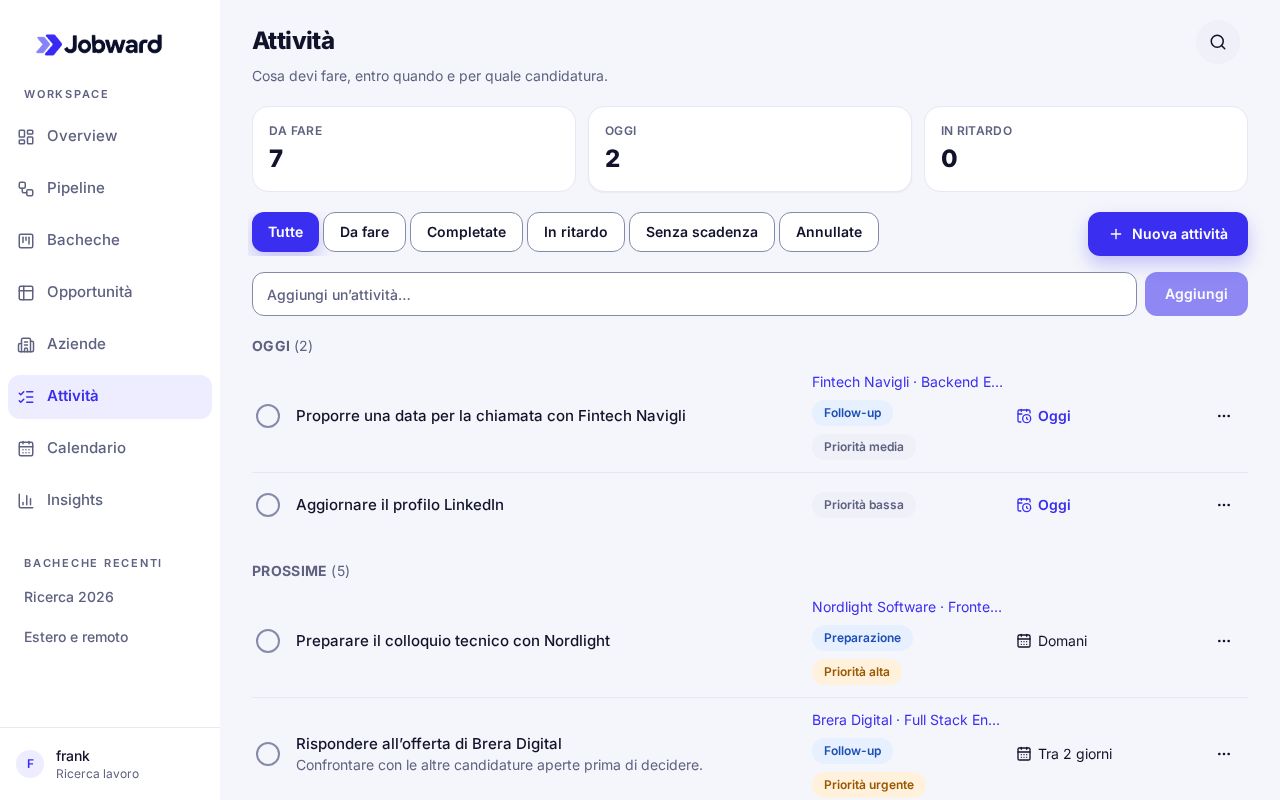 Jobward
WORKSPACE
Overview
Pipeline
Bacheche
Opportunità
Aziende
Attività
Calendario
Insights
BACHECHE RECENTI
Ricerca 2026
Estero e remoto
F
frank
Ricerca lavoro
Attività
Cosa devi fare, entro quando e per quale candidatura.
DA FARE
7
OGGI
2
IN RITARDO
0
Tutte
Da fare
Completate
In ritardo
Senza scadenza
Annullate
Nuova attività
Aggiungi un’attività...
Aggiungi
OGGI (2)
Proporre una data per la chiamata con Fintech Navigli
Fintech Navigli · Backend E...
Follow-up
Priorità media
Oggi
Aggiornare il profilo LinkedIn
Priorità bassa
Oggi
PROSSIME (5)
Preparare il colloquio tecnico con Nordlight
Nordlight Software · Fronte...
Preparazione
Priorità alta
Domani
Rispondere all’offerta di Brera Digital
Confrontare con le altre candidature aperte prima di decidere.
Brera Digital · Full Stack En...
Follow-up
Priorità urgente
Tra 2 giorni